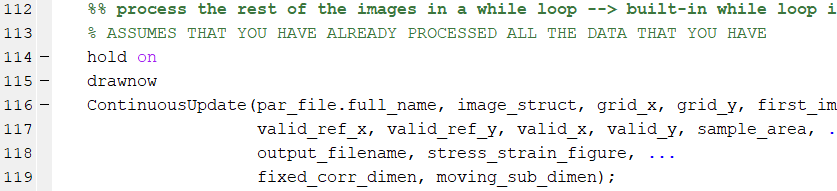 112 %% process the rest of the images in a while loop --> built-in while loop i
113 % ASSUMES THAT YOU HAVE ALREADY PROCESSED ALL THE DATA THAT YOU HAVE
114 – hold on
115 – drawnow
116 – ContinuousUpdate(par_file.full_name, image_struct, grid_x, grid_y, first_im
117 valid_ref_x, valid_ref_y, valid_x, valid_y, sample_area, .
118 output_filename, stress_strain_figure, ...
119 fixed_corr_dimen, moving_sub_dimen);